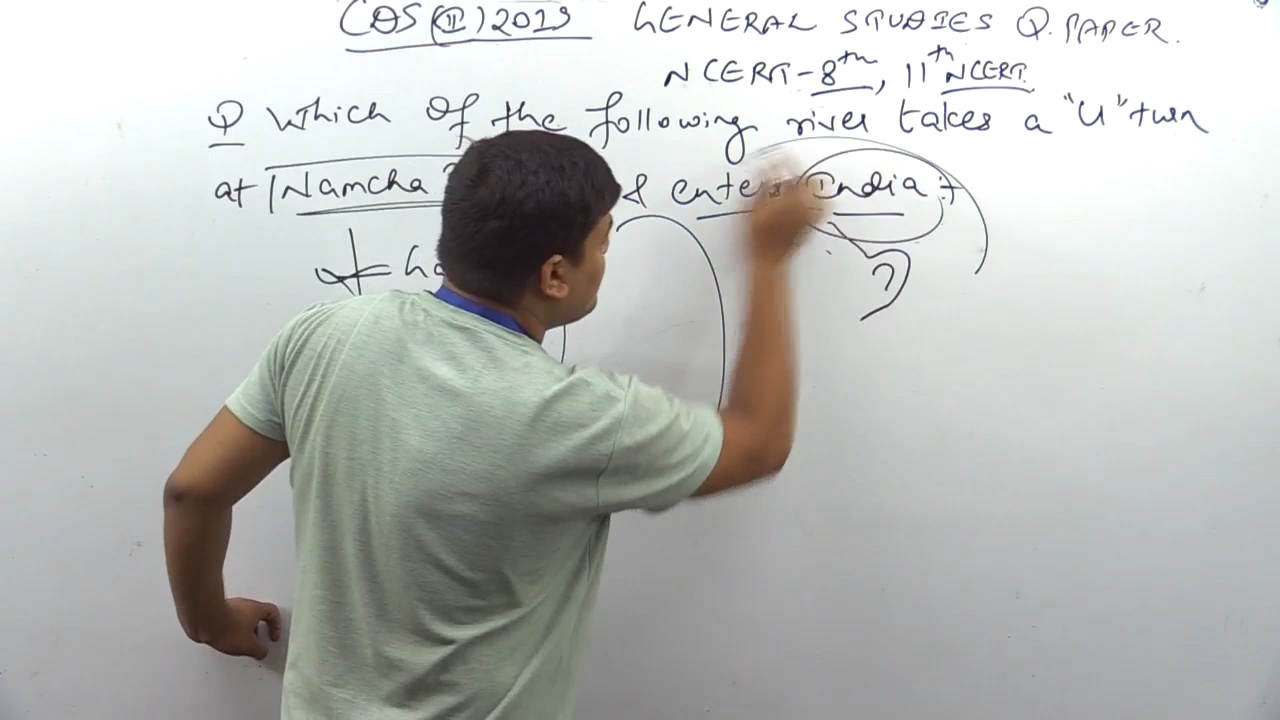 CDS (II) 2019 GENERAL STUDIES Q. PAPER.
NCERT-8th, 11th NCERT.
Q Which of the following river takes a "U" turn
at Namcha & enters India :-
?